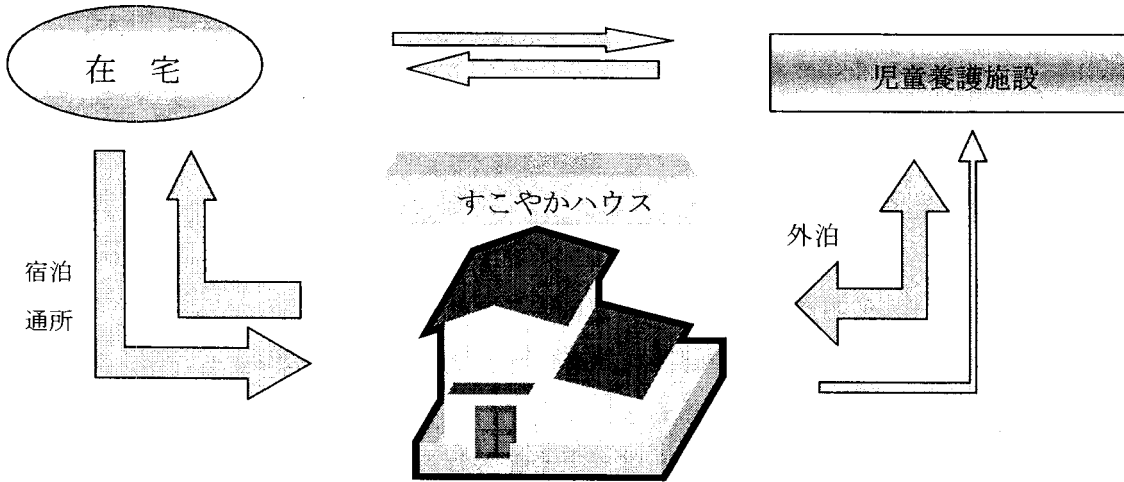 在 宅
児童養護施設
すこやかハウス
外泊
宿泊
通所